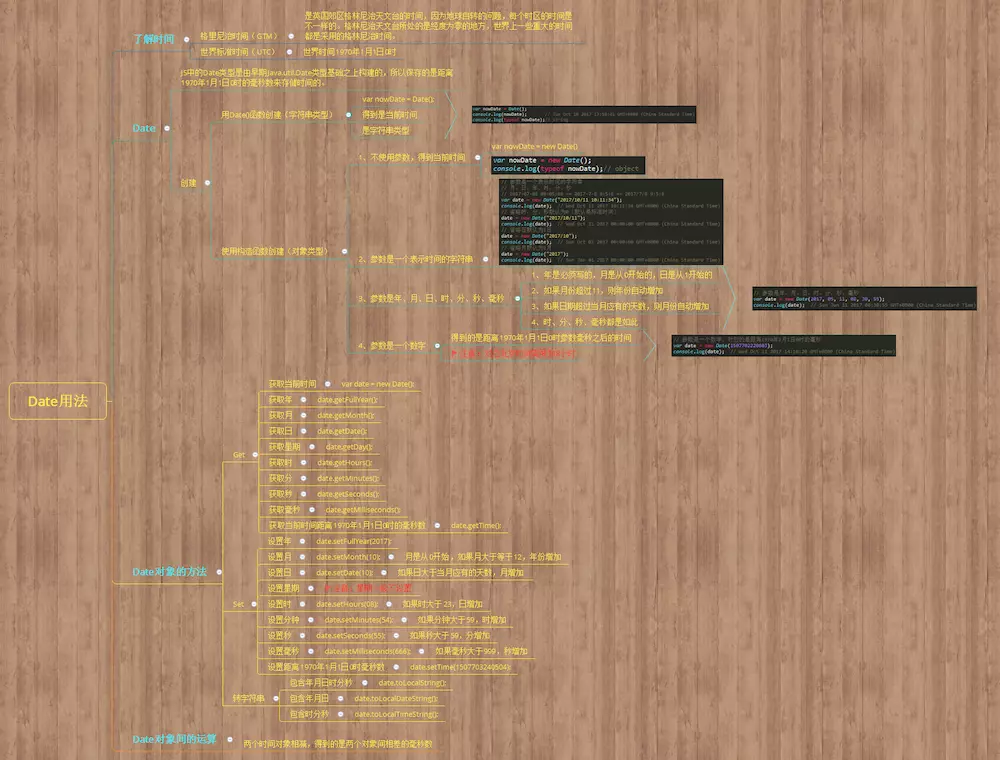 Date用法
了解时间
格里尼治时间（GTM）
是英国郊区格林尼治天文台的时间，因为地球自转的问题，每个时区的时间是
不一样的，格林尼治天文台所处的是经度为零的地方，世界上一些重大的时间
都是采用的格林尼治时间。
世界标准时间（UTC）
世界时间1970年1月1日0时
Date
JS中的Date类型是由早期Java.util.Date类型基础之上构建的，所以保存的是距离
1970年1月1日0时的毫秒数来存储时间的。
创建
用Date()函数创建（字符串类型）
var nowDate = Date();
得到是当前时间
是字符串类型
var nowDate = Date();
console.log(nowDate);
console.log(typeof nowDate);// string
使用构造函数创建（对象类型）
1、不使用参数，得到当前时间
var nowDate = new Date()
var nowDate = new Date();
console.log(typeof nowDate);// object
2、参数是一个表示时间的字符串
var date = new Date("2017/10/11 10:11:34");
console.log(date);
date = new Date("2017/10/11");
console.log(date);
date = new Date("2017/10");
console.log(date);
date = new Date("2017");
console.log(date);
3、参数是年、月、日、时、分、秒、毫秒
1、年是必须写的，月是从0开始的，日是从1开始的
2、如果月份超过11，则年份自动增加
3、如果日期超过当月应有的天数，则月份自动增加
4、时、分、秒、毫秒都是如此
console.log(date);
4、参数是一个数字
得到的是距离1970年1月1日0时参数毫秒之后的时间
console.log(date);
Date对象的方法
Get
获取当前时间
var date = new Date();
获取年
date.getFullYear();
获取月
date.getMonth();
获取日
date.getDate();
获取星期
date.getDay();
获取时
date.getHours();
获取分
date.getMinutes();
获取秒
date.getSeconds();
获取毫秒
date.getMilliseconds();
获取当前时间距离1970年1月1日0时的毫秒数
date.getTime();
Set
设置年
date.setFullYear(2017);
设置月
date.setMonth(10);
月是从0开始，如果月大于等于12，年份增加
设置日
date.setDate(10);
如果日大于当月应有的天数，月增加
设置星期
设置时
date.setHours(08);
如果时大于 23，日增加
设置分钟
date.setMinutes(54);
如果分钟大于59，时增加
设置秒
date.setSeconds(55);
如果秒大于 59，分增加
设置毫秒
date.setMilliseconds(666);
如果毫秒大于999，秒增加
设置距离1970年1月1日0时毫秒数
date.setTime(1507703249504);
转字符串
包含年月日时分秒
date.toLocalString();
包含年月日
date.toLocalDateString();
包含时分秒
date.toLocalTimeString();
Date对象间的运算
两个时间对象相减，得到的是两个对象间相差的毫秒数